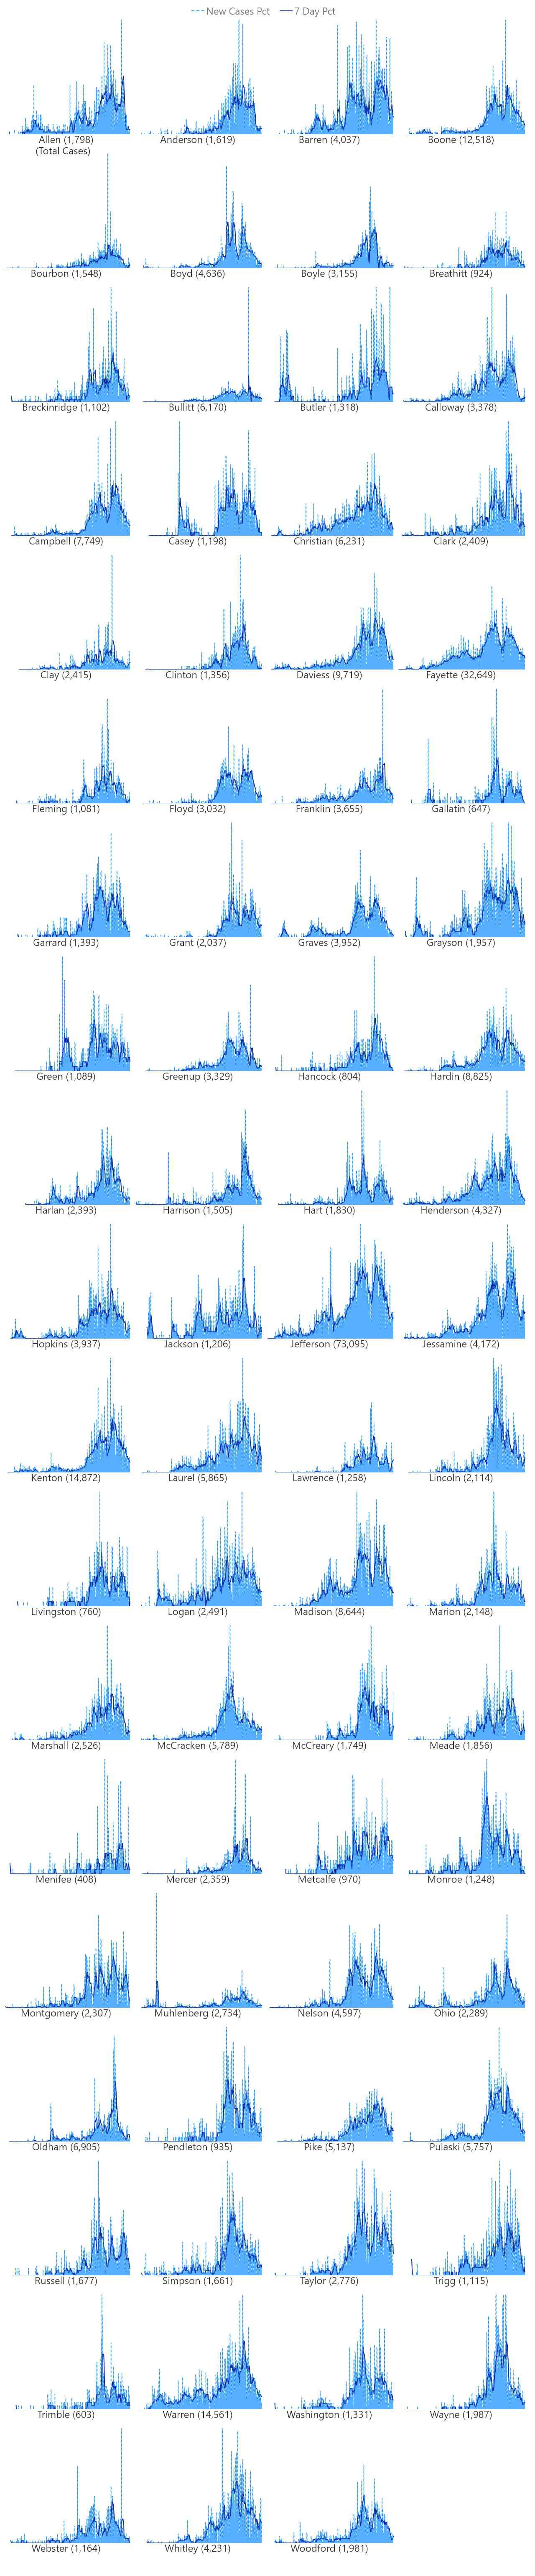 New Cases Pct 7 Day Pct
Allen (1,798) Anderson (1,619) Barren (4,037) Boone (12,518)
(Total Cases)
Bourbon (1,548) Boyd (4,636) Boyle (3,155) Breathitt (924)
Breckinridge (1,102) Bullitt (6,170) Butler (1,318) Calloway (3,378)
Campbell (7,749) Casey (1,198) Christian (6,231) Clark (2,409)
Clay (2,415) Clinton (1,356) Daviess (9,719) Fayette (32,649)
Fleming (1,081) Floyd (3,032) Franklin (3,655) Gallatin (647)
Garrard (1,393) Grant (2,037) Graves (3,952) Grayson (1,957)
Green (1,089) Greenup (3,329) Hancock (804) Hardin (8,825)
Harlan (2,393) Harrison (1,505) Hart (1,830) Henderson (4,327)
Hopkins (3,937) Jackson (1,206) Jefferson (73,095) Jessamine (4,172)
Kenton (14,872) Laurel (5,865) Lawrence (1,258) Lincoln (2,114)
Livingston (760) Logan (2,491) Madison (8,644) Marion (2,148)
Marshall (2,526) McCracken (5,789) McCreary (1,749) Meade (1,856)
Menifee (408) Mercer (2,359) Metcalfe (970) Monroe (1,248)
Montgomery (2,307) Muhlenberg (2,734) Nelson (4,597) Ohio (2,289)
Oldham (6,905) Pendleton (935) Pike (5,137) Pulaski (5,757)
Russell (1,677) Simpson (1,661) Taylor (2,776) Trigg (1,115)
Trimble (603) Warren (14,561) Washington (1,331) Wayne (1,987)
Webster (1,164) Whitley (4,231) Woodford (1,981)